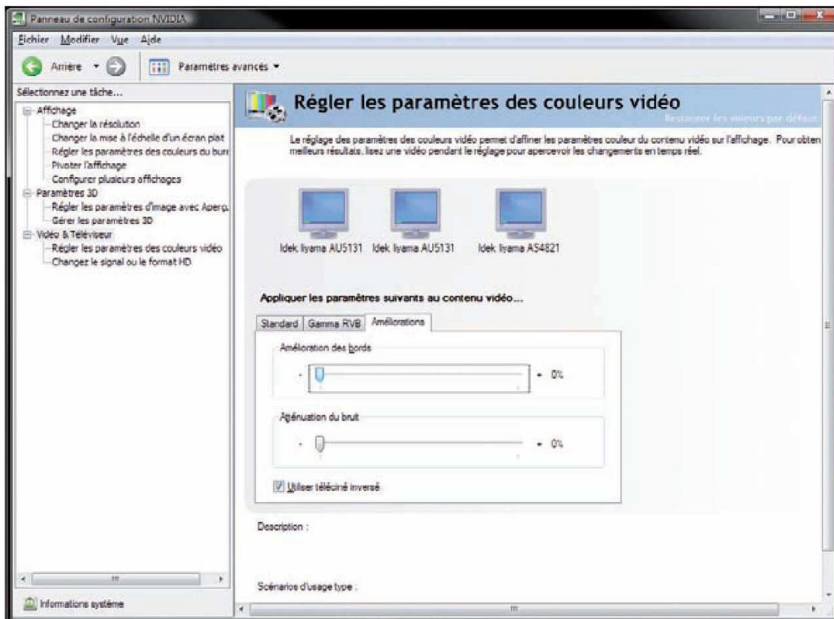 Panneau de configuration NVIDIA
Fichier Modifier Vue Aide
Arrière Paramètres avancés
Sélectionnez une tâche...
Affichage
Changer la résolution
Changer la mise à l'échelle d'un écran plat
Régler les paramètres des couleurs du bure
Pivoter l'affichage
Configurer plusieurs affichages
Paramètres 3D
Régler les paramètres d'image avec Aperç
Gérer les paramètres 3D
Vidéo & Téléviseur
Régler les paramètres des couleurs vidéo
Changez le signal ou le format HD
Informations système
Régler les paramètres des couleurs vidéo
Restaurer les valeurs par défaut
Le réglage des paramètres des couleurs vidéo permet d'affiner les paramètres couleur du contenu vidéo sur l'affichage. Pour obten
meilleurs résultats, lisez une vidéo pendant le réglage pour apercevoir les changements en temps réel.
Idek Iiyama AU5131 Idek Iiyama AU5131 Idek Iiyama AS4821
Appliquer les paramètres suivants au contenu vidéo...
Standard Gamma RVB Améliorations
Amélioration des bords
- + 0%
Atténuation du bruit
- + 0%
Utiliser téléciné inversé
Description :
Scénarios d'usage type :